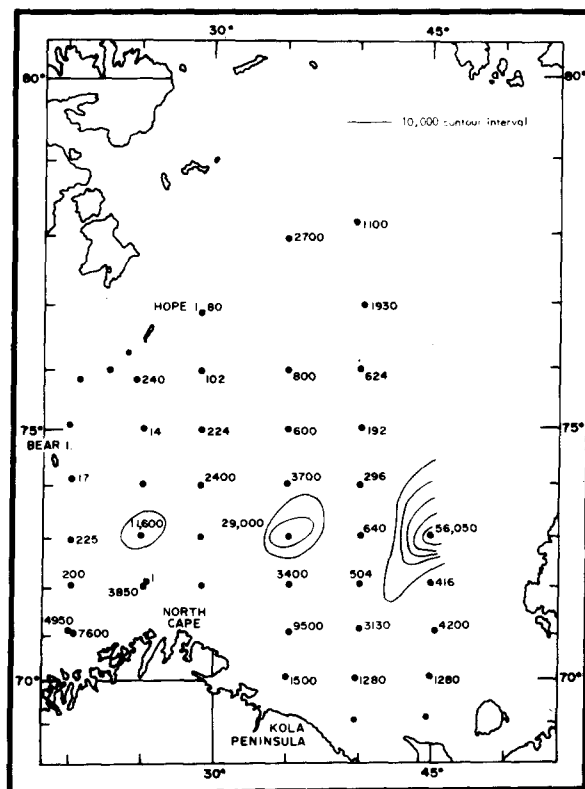 30° 45°
80° 80°
10,000 contour interval
1100
2700
HOPE I. 80
1930
240 102 800 624
75° 14 224 600 192 75°
BEAR I.
17 2400 3700 296
11,600 29,000 640 56,050
225
200 1 3400 504 416
3850
NORTH
CAPE
4950
7600 9500 3130 4200
70° 1500 1280 1280 70°
KOLA
PENINSULA
30° 45°